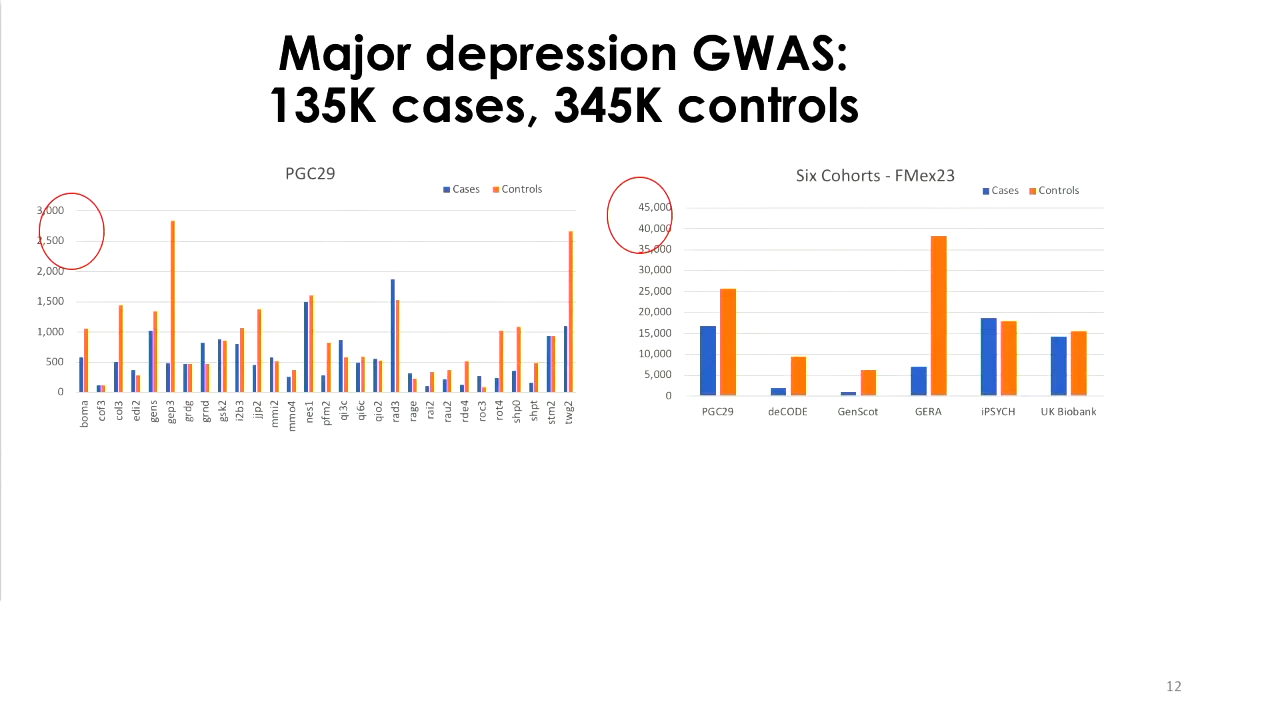 Major depression GWAS:
135K cases, 345K controls
PGC29
Cases Controls
3,000
2,500
2,000
1,500
1,000
500
0
boma cof3 col3 edi2 gens gep3 grdg grnd gsk2 i2b3 jjp2 mmi2 mmo4 nes1 pfm2 qi3c qi6c qio2 rad3 rage rai2 rau2 rde4 roc3 rot4 shp0 shpt stm2 twg2
Six Cohorts - FMex23
Cases Controls
45,000
40,000
35,000
30,000
25,000
20,000
15,000
10,000
5,000
0
PGC29 deCODE GenScot GERA iPSYCH UK Biobank
12